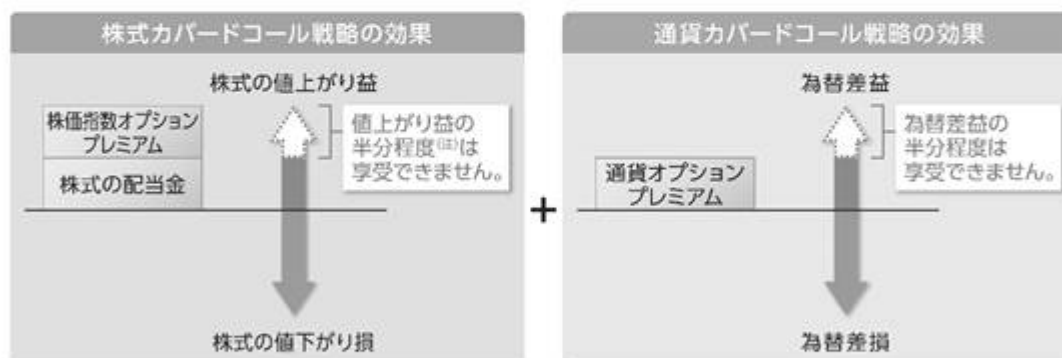 株式カバードコール戦略の効果
株式の値上がり益
株価指数オプション
プレミアム
株式の配当金
値上がり益の
半分程度(注)は
享受できません。
株式の値下がり損
+
通貨カバードコール戦略の効果
為替差益
通貨オプション
プレミアム
為替差益の
半分程度は
享受できません。
為替差損